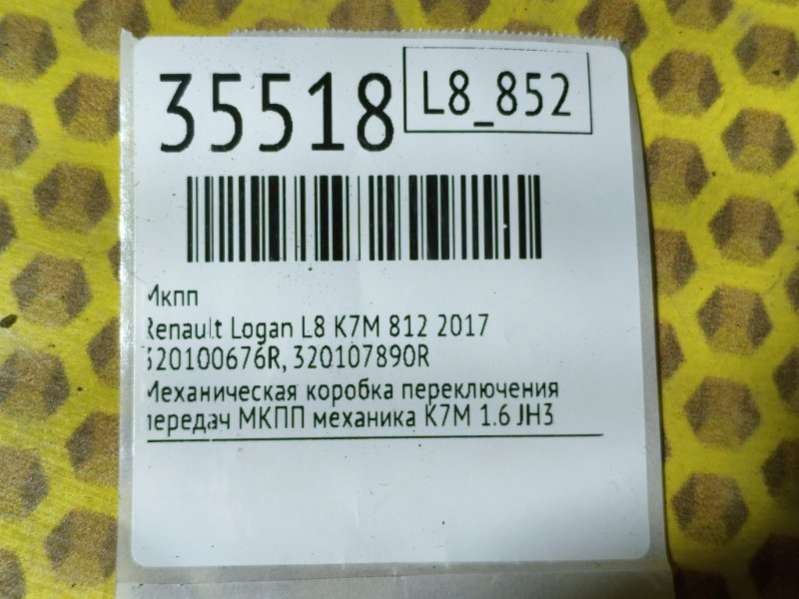 35518
L8_852
Мкпп
Renault Logan L8 K7M 812 2017
320100676R, 320107890R
Механическая коробка переключения
передач МКПП механика K7M 1.6 JH3